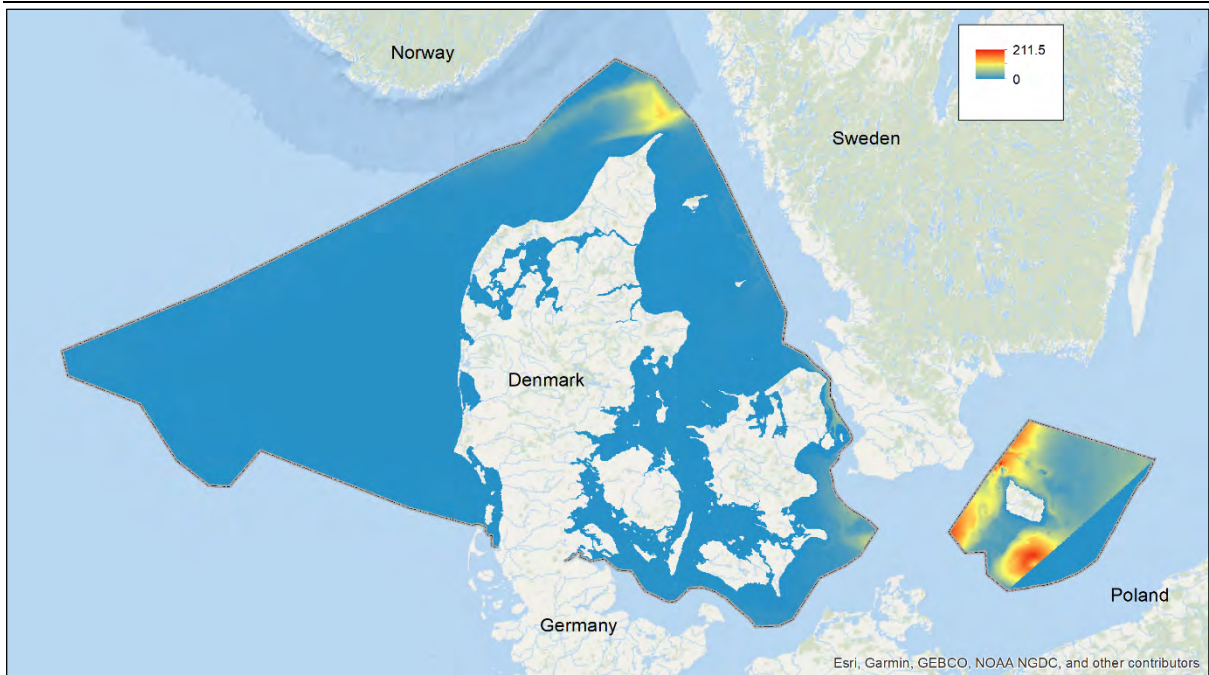 Norway
211.5
0
Sweden
Denmark
Poland
Germany
Esri, Garmin, GEBCO, NOAA NGDC, and other contributors